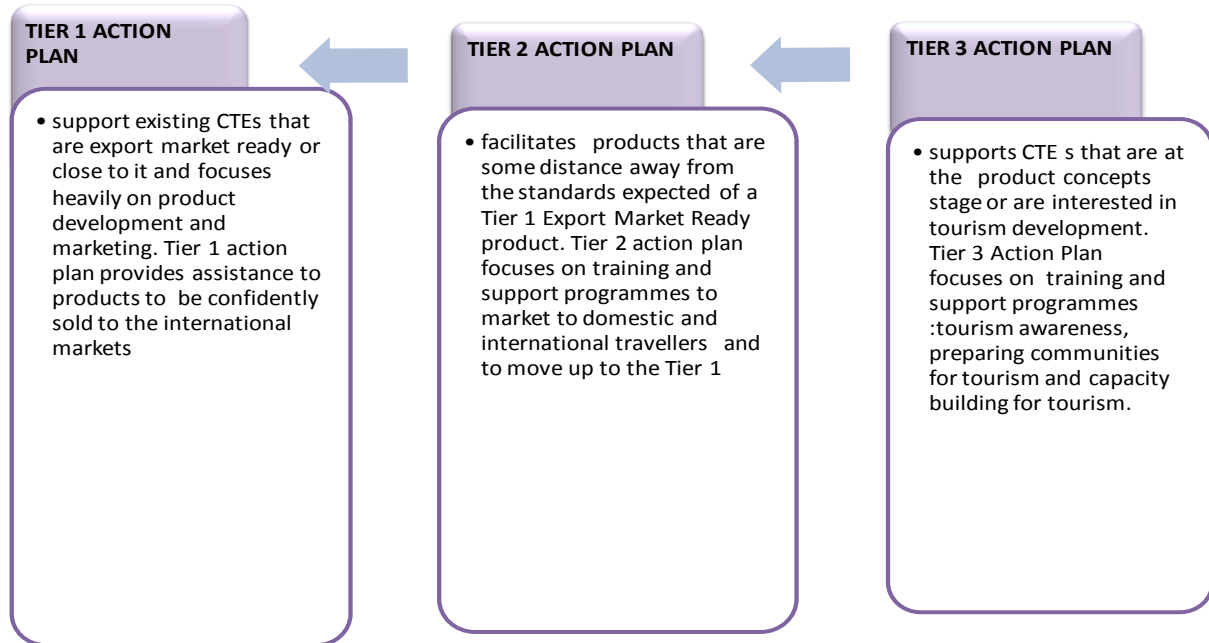 TIER 1 ACTION
PLAN
• support existing CTEs that
are export market ready or
close to it and focuses
heavily on product
development and
marketing. Tier 1 action
plan provides assistance to
products to be confidently
sold to the international
markets
TIER 2 ACTION PLAN
• facilitates products that are
some distance away from
the standards expected of a
Tier 1 Export Market Ready
product. Tier 2 action plan
focuses on training and
support programmes to
market to domestic and
international travellers and
to move up to the Tier 1
TIER 3 ACTION PLAN
• supports CTE s that are at
the product concepts
stage or are interested in
tourism development.
Tier 3 Action Plan
focuses on training and
support programmes
:tourism awareness,
preparing communities
for tourism and capacity
building for tourism.